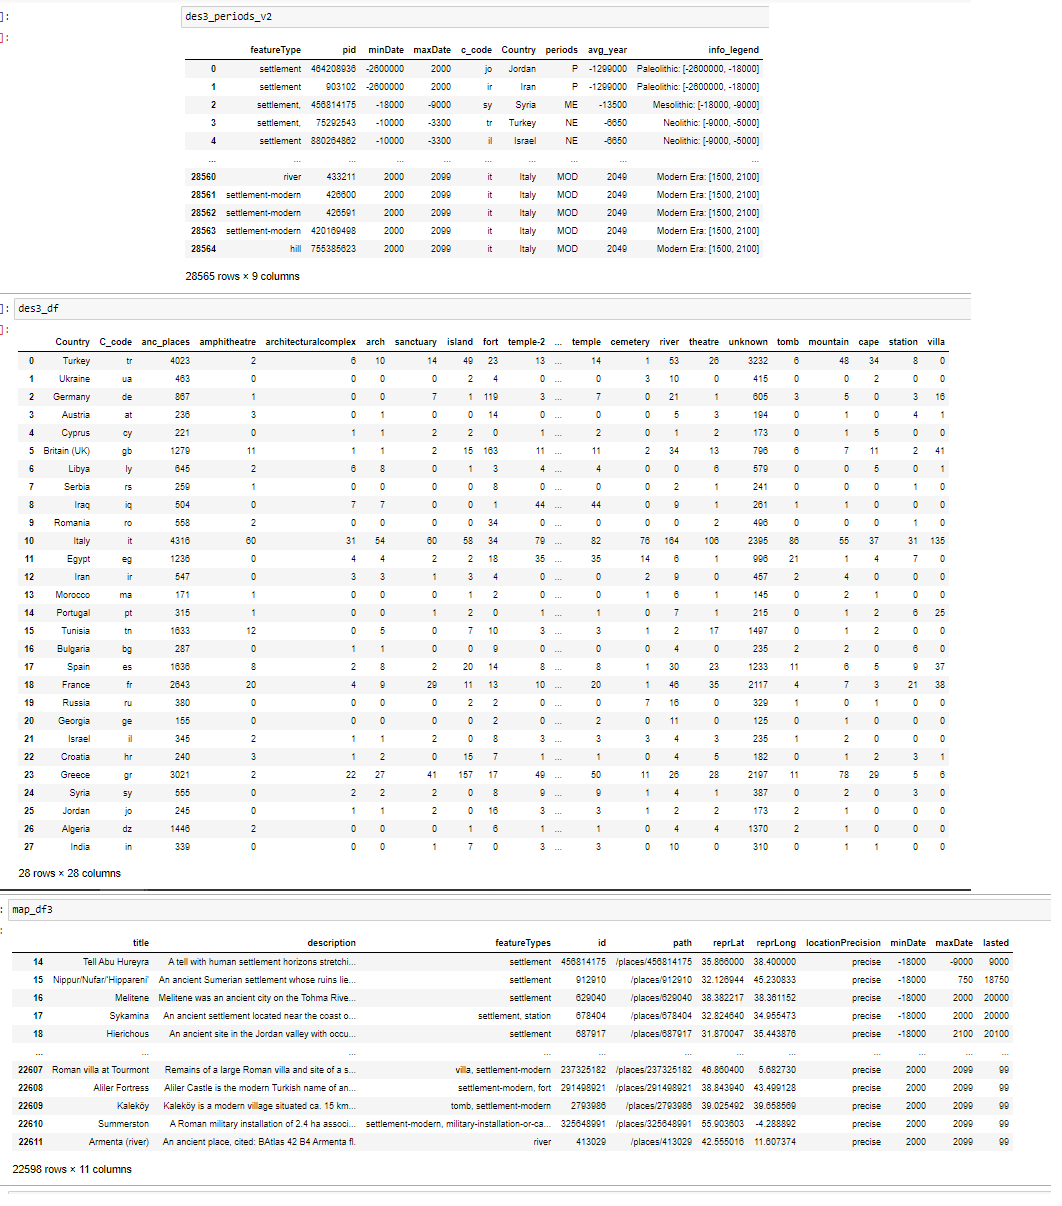 ]:
des3_periods_v2
]:
featureType pid minDate maxDate c_code Country periods avg_year info_legend
0 settlement 464208936 -2600000 2000 jo Jordan P -1299000 Paleolithic: [-2600000, -18000]
1 settlement 903102 -2600000 2000 ir Iran P -1299000 Paleolithic: [-2600000, -18000]
2 settlement, 456814175 -18000 -9000 sy Syria ME -13500 Mesolithic: [-18000, -9000]
3 settlement, 75292543 -10000 -3300 tr Turkey NE -6650 Neolithic: [-9000, -5000]
4 settlement 880264862 -10000 -3300 il Israel NE -6650 Neolithic: [-9000, -5000]
... ... ... ... ... ... ... ... ... ...
28560 river 433211 2000 2099 it Italy MOD 2049 Modern Era: [1500, 2100]
28561 settlement-modern 426600 2000 2099 it Italy MOD 2049 Modern Era: [1500, 2100]
28562 settlement-modern 426591 2000 2099 it Italy MOD 2049 Modern Era: [1500, 2100]
28563 settlement-modern 420169498 2000 2099 it Italy MOD 2049 Modern Era: [1500, 2100]
28564 hill 755385623 2000 2099 it Italy MOD 2049 Modern Era: [1500, 2100]
28565 rows × 9 columns
]:
des3_df
]:
Country C_code anc_places amphitheatre architecturalcomplex arch sanctuary island fort temple-2 ... temple cemetery river theatre unknown tomb mountain cape station villa
0 Turkey tr 4023 2 6 10 14 49 23 13 ... 14 1 53 26 3232 6 48 34 8 0
1 Ukraine ua 463 0 0 0 0 2 4 0 ... 0 3 10 0 415 0 0 2 0 0
2 Germany de 867 1 0 0 7 1 119 3 ... 7 0 21 1 605 3 5 0 3 16
3 Austria at 236 3 0 1 0 0 14 0 ... 0 0 5 3 194 0 1 0 4 1
4 Cyprus cy 221 0 1 1 2 2 0 1 ... 2 0 1 2 173 0 1 5 0 0
5 Britain (UK) gb 1279 11 1 1 2 15 163 11 ... 11 2 34 13 796 6 7 11 2 41
6 Libya ly 645 2 6 8 0 1 3 4 ... 4 0 0 6 579 0 0 5 0 1
7 Serbia rs 259 1 0 0 0 0 8 0 ... 0 0 2 1 241 0 0 0 1 0
8 Iraq iq 504 0 7 7 0 0 1 44 ... 44 0 9 1 261 1 1 0 0 0
9 Romania ro 558 2 0 0 0 0 34 0 ... 0 0 0 2 496 0 0 0 1 0
10 Italy it 4316 60 31 54 60 58 34 79 ... 82 76 164 106 2395 86 55 37 31 135
11 Egypt eg 1236 0 4 4 2 2 18 35 ... 35 14 6 1 996 21 1 4 7 0
12 Iran ir 547 0 3 3 1 3 4 0 ... 0 2 9 0 457 2 4 0 0 0
13 Morocco ma 171 1 0 0 0 1 2 0 ... 0 1 6 1 145 0 2 1 0 0
14 Portugal pt 315 1 0 0 1 2 0 1 ... 1 0 7 1 215 0 1 2 6 25
15 Tunisia tn 1633 12 0 5 0 7 10 3 ... 3 1 2 17 1497 0 1 2 0 0
16 Bulgaria bg 287 0 1 1 0 0 9 0 ... 0 0 4 0 235 2 2 0 6 0
17 Spain es 1636 8 2 8 2 20 14 8 ... 8 1 30 23 1233 11 6 5 9 37
18 France fr 2643 20 4 9 29 11 13 10 ... 20 1 46 35 2117 4 7 3 21 38
19 Russia ru 380 0 0 0 0 2 2 0 ... 0 7 16 0 329 1 0 1 0 0
20 Georgia ge 155 0 0 0 0 0 2 0 ... 2 0 11 0 125 0 1 0 0 0
21 Israel il 345 2 1 1 2 0 8 3 ... 3 3 4 3 235 1 2 0 0 0
22 Croatia hr 240 3 1 2 0 15 7 1 ... 1 0 4 5 182 0 1 2 3 1
23 Greece gr 3021 2 22 27 41 157 17 49 ... 50 11 26 28 2197 11 78 29 5 6
24 Syria sy 555 0 2 2 2 0 8 9 ... 9 1 4 1 387 0 2 0 3 0
25 Jordan jo 245 0 1 1 2 0 16 3 ... 3 1 2 2 173 2 1 0 0 0
26 Algeria dz 1446 2 0 0 0 1 6 1 ... 1 0 4 4 1370 2 1 0 0 0
27 India in 339 0 0 0 1 7 0 3 ... 3 0 10 0 310 0 1 1 0 0
28 rows × 28 columns
:
map_df3
:
title description featureTypes id path reprLat reprLong locationPrecision minDate maxDate lasted
14 Tell Abu Hureyra A tell with human settlement horizons stretchi... settlement 456814175 /places/456814175 35.866000 38.400000 precise -18000 -9000 9000
15 Nippur/Nufar/'Hippareni' An ancient Sumerian settlement whose ruins lie... settlement 912910 /places/912910 32.126944 45.230833 precise -18000 750 18750
16 Melitene Melitene was an ancient city on the Tohma Rive... settlement 629040 /places/629040 38.382217 38.361152 precise -18000 2000 20000
17 Sykamina An ancient settlement located near the coast o... settlement, station 678404 /places/678404 32.824640 34.955473 precise -18000 2000 20000
18 Hierichous An ancient site in the Jordan valley with occu... settlement 687917 /places/687917 31.870047 35.443876 precise -18000 2100 20100
... ... ... ... ... ... ... ... ... ... ... ...
22607 Roman villa at Tourmont Remains of a large Roman villa and site of a s... villa, settlement-modern 237325182 /places/237325182 46.860400 5.682730 precise 2000 2099 99
22608 Aliler Fortress Aliler Castle is the modern Turkish name of an... settlement-modern, fort 291498921 /places/291498921 38.843940 43.499128 precise 2000 2099 99
22609 Kaleköy Kaleköy is a modern village situated ca. 15 km... tomb, settlement-modern 2793986 /places/2793986 39.025492 39.658569 precise 2000 2099 99
22610 Summerston A Roman military installation of 2.4 ha associ... settlement-modern, military-installation-or-ca... 325648991 /places/325648991 55.903603 -4.288892 precise 2000 2099 99
22611 Armenta (river) An ancient place, cited: BAtlas 42 B4 Armenta fl. river 413029 /places/413029 42.555016 11.607374 precise 2000 2099 99
22598 rows × 11 columns